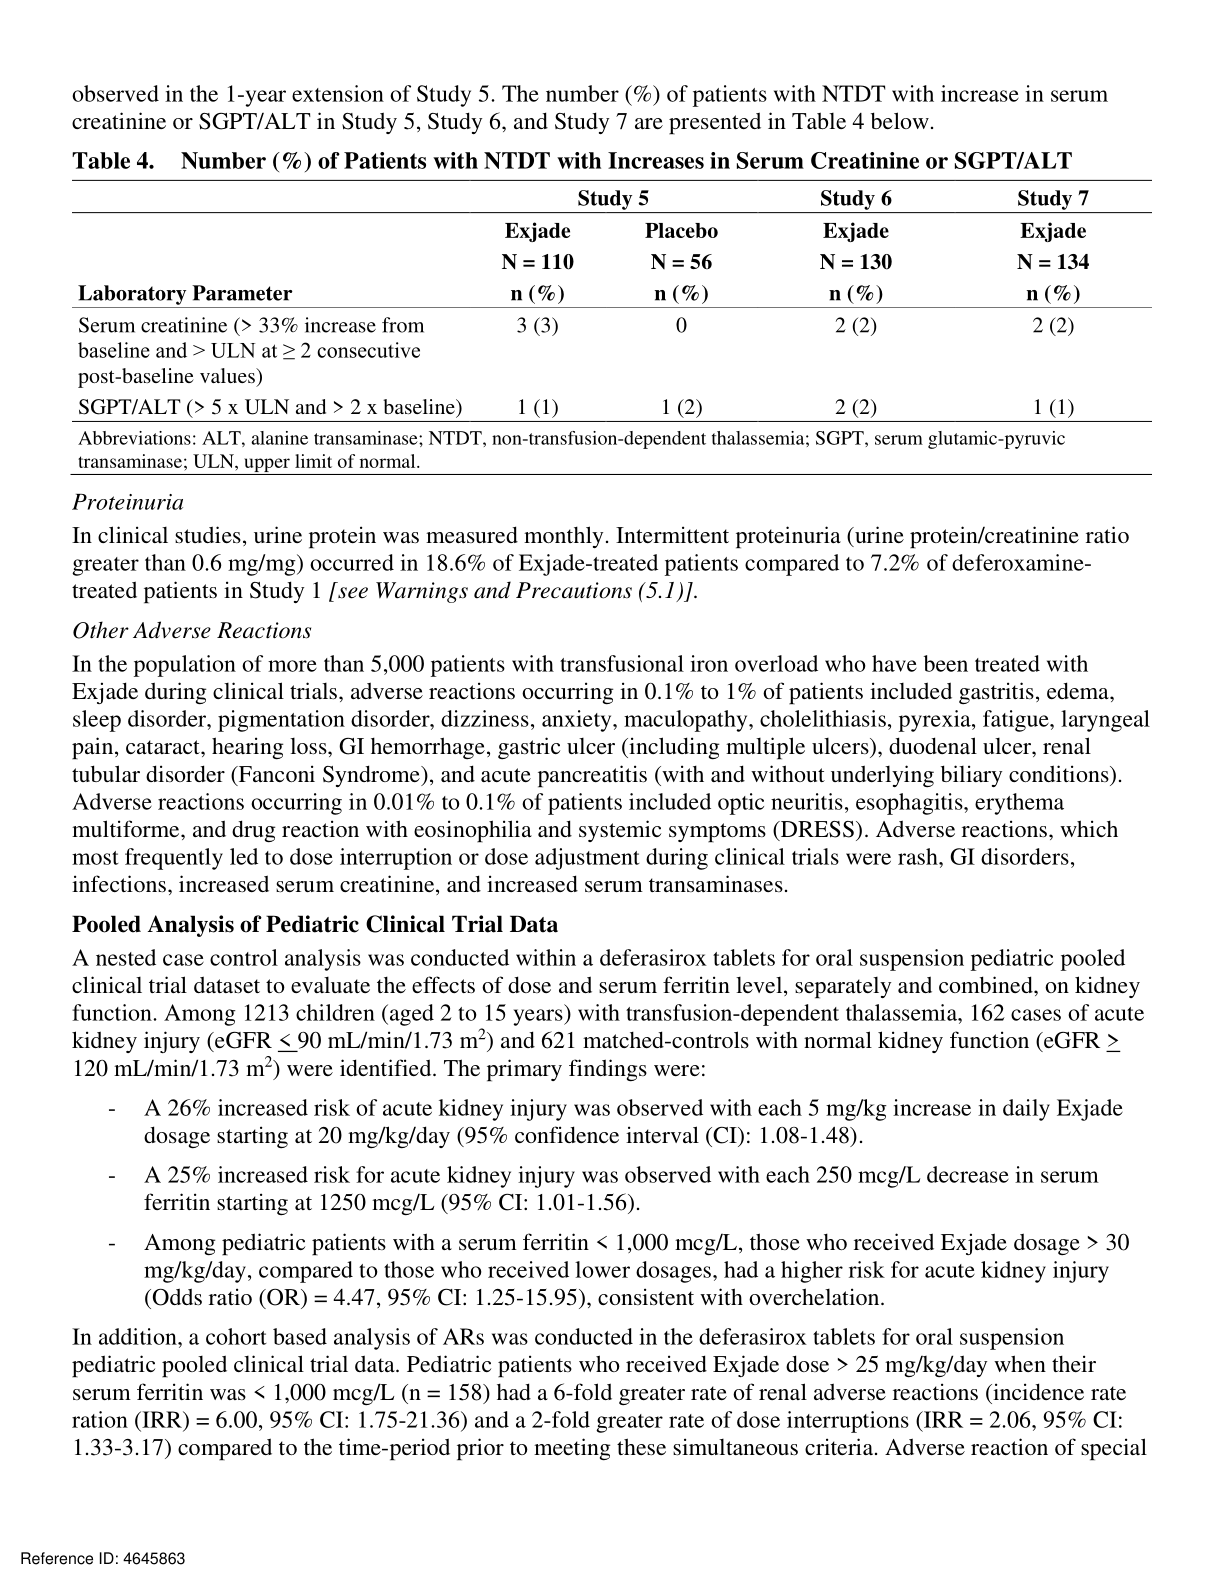 observed in the 1-year extension of Study 5. The number (%) of patients with NTDT with increase in serum
creatinine or SGPT/ALT in Study 5, Study 6, and Study 7 are presented in Table 4 below.
Table 4. Number (%) of Patients with NTDT with Increases in Serum Creatinine or SGPT/ALT
Study 5 Study 6 Study 7
Exjade Placebo Exjade Exjade
N = 110 N = 56 N = 130 N = 134
Laboratory Parameter n (%) n (%) n (%) n (%)
Serum creatinine (> 33% increase from 3 (3) 0 2 (2) 2 (2)
baseline and > ULN at ≥ 2 consecutive
post-baseline values)
SGPT/ALT (> 5 x ULN and > 2 x baseline) 1 (1) 1 (2) 2 (2) 1 (1)
Abbreviations: ALT, alanine transaminase; NTDT, non-transfusion-dependent thalassemia; SGPT, serum glutamic-pyruvic
transaminase; ULN, upper limit of normal.
Proteinuria
In clinical studies, urine protein was measured monthly. Intermittent proteinuria (urine protein/creatinine ratio
greater than 0.6 mg/mg) occurred in 18.6% of Exjade-treated patients compared to 7.2% of deferoxamine-
treated patients in Study 1 [see Warnings and Precautions (5.1)].
Other Adverse Reactions
In the population of more than 5,000 patients with transfusional iron overload who have been treated with
Exjade during clinical trials, adverse reactions occurring in 0.1% to 1% of patients included gastritis, edema,
sleep disorder, pigmentation disorder, dizziness, anxiety, maculopathy, cholelithiasis, pyrexia, fatigue, laryngeal
pain, cataract, hearing loss, GI hemorrhage, gastric ulcer (including multiple ulcers), duodenal ulcer, renal
tubular disorder (Fanconi Syndrome), and acute pancreatitis (with and without underlying biliary conditions).
Adverse reactions occurring in 0.01% to 0.1% of patients included optic neuritis, esophagitis, erythema
multiforme, and drug reaction with eosinophilia and systemic symptoms (DRESS). Adverse reactions, which
most frequently led to dose interruption or dose adjustment during clinical trials were rash, GI disorders,
infections, increased serum creatinine, and increased serum transaminases.
Pooled Analysis of Pediatric Clinical Trial Data
A nested case control analysis was conducted within a deferasirox tablets for oral suspension pediatric pooled
clinical trial dataset to evaluate the effects of dose and serum ferritin level, separately and combined, on kidney
function. Among 1213 children (aged 2 to 15 years) with transfusion-dependent thalassemia, 162 cases of acute
kidney injury (eGFR ≤ 90 mL/min/1.73 m²) and 621 matched-controls with normal kidney function (eGFR ≥
120 mL/min/1.73 m²) were identified. The primary findings were:
- A 26% increased risk of acute kidney injury was observed with each 5 mg/kg increase in daily Exjade
dosage starting at 20 mg/kg/day (95% confidence interval (CI): 1.08-1.48).
- A 25% increased risk for acute kidney injury was observed with each 250 mcg/L decrease in serum
ferritin starting at 1250 mcg/L (95% CI: 1.01-1.56).
- Among pediatric patients with a serum ferritin < 1,000 mcg/L, those who received Exjade dosage > 30
mg/kg/day, compared to those who received lower dosages, had a higher risk for acute kidney injury
(Odds ratio (OR) = 4.47, 95% CI: 1.25-15.95), consistent with overchelation.
In addition, a cohort based analysis of ARs was conducted in the deferasirox tablets for oral suspension
pediatric pooled clinical trial data. Pediatric patients who received Exjade dose > 25 mg/kg/day when their
serum ferritin was < 1,000 mcg/L (n = 158) had a 6-fold greater rate of renal adverse reactions (incidence rate
ration (IRR) = 6.00, 95% CI: 1.75-21.36) and a 2-fold greater rate of dose interruptions (IRR = 2.06, 95% CI:
1.33-3.17) compared to the time-period prior to meeting these simultaneous criteria. Adverse reaction of special
Reference ID: 4645863